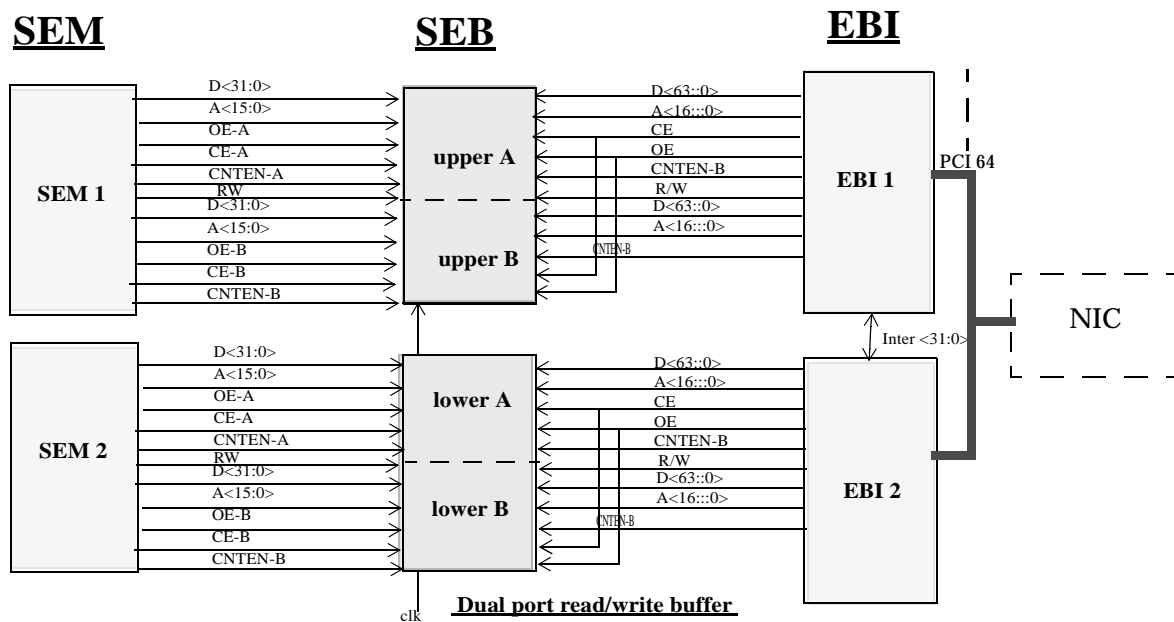 SEM
SEB
EBI
SEM 1
D<31:0>
A<15:0>
OE-A
CE-A
CNTEN-A
RW
D<31:0>
A<15:0>
OE-B
CE-B
CNTEN-B
upper A
upper B
D<63::0>
A<16:::0>
CE
OE
CNTEN-B
R/W
D<63::0>
A<16:::0>
CNTEN-B
EBI 1
PCI 64
NIC
Inter <31:0>
SEM 2
D<31:0>
A<15:0>
OE-A
CE-A
CNTEN-A
RW
D<31:0>
A<15:0>
OE-B
CE-B
CNTEN-B
lower A
lower B
D<63::0>
A<16:::0>
CE
OE
CNTEN-B
R/W
D<63::0>
A<16:::0>
CNTEN-B
EBI 2
clk
Dual port read/write buffer